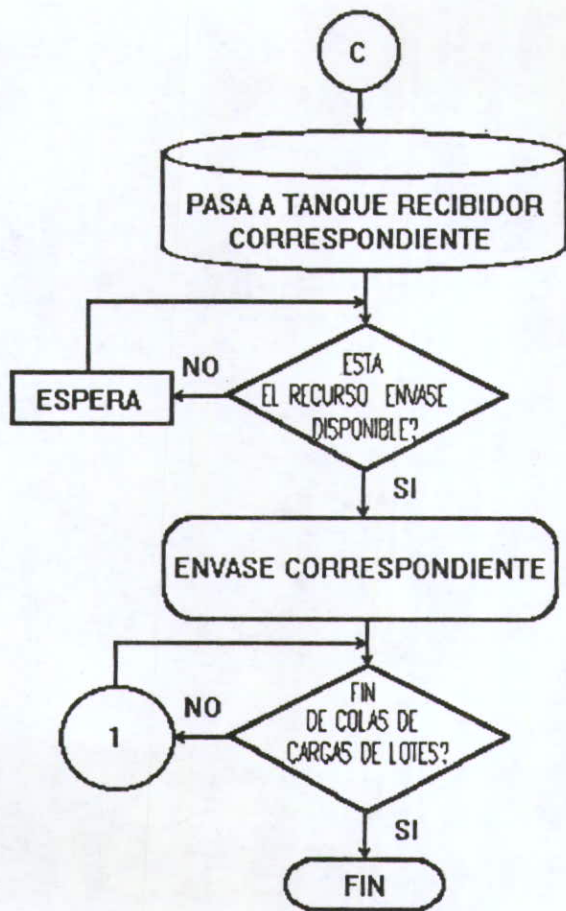 C
PASA A TANQUE RECIBIDOR
CORRESPONDIENTE
ESTA
EL RECURSO ENVASE
DISPONIBLE?
NO
ESPERA
SI
ENVASE CORRESPONDIENTE
FIN
DE COLAS DE
CARGAS DE LOTES?
NO
1
SI
FIN